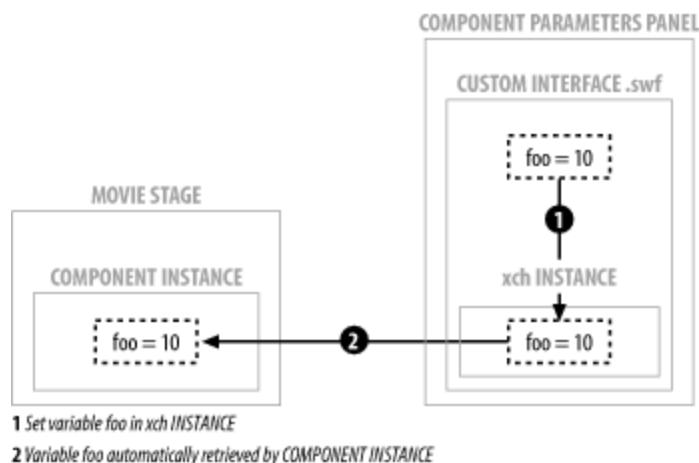 COMPONENT PARAMETERS PANEL
CUSTOM INTERFACE .swf
foo = 10
MOVIE STAGE
1
COMPONENT INSTANCE
xch INSTANCE
foo = 10
2
foo = 10
1 Set variable foo in xch INSTANCE
2 Variable foo automatically retrieved by COMPONENT INSTANCE